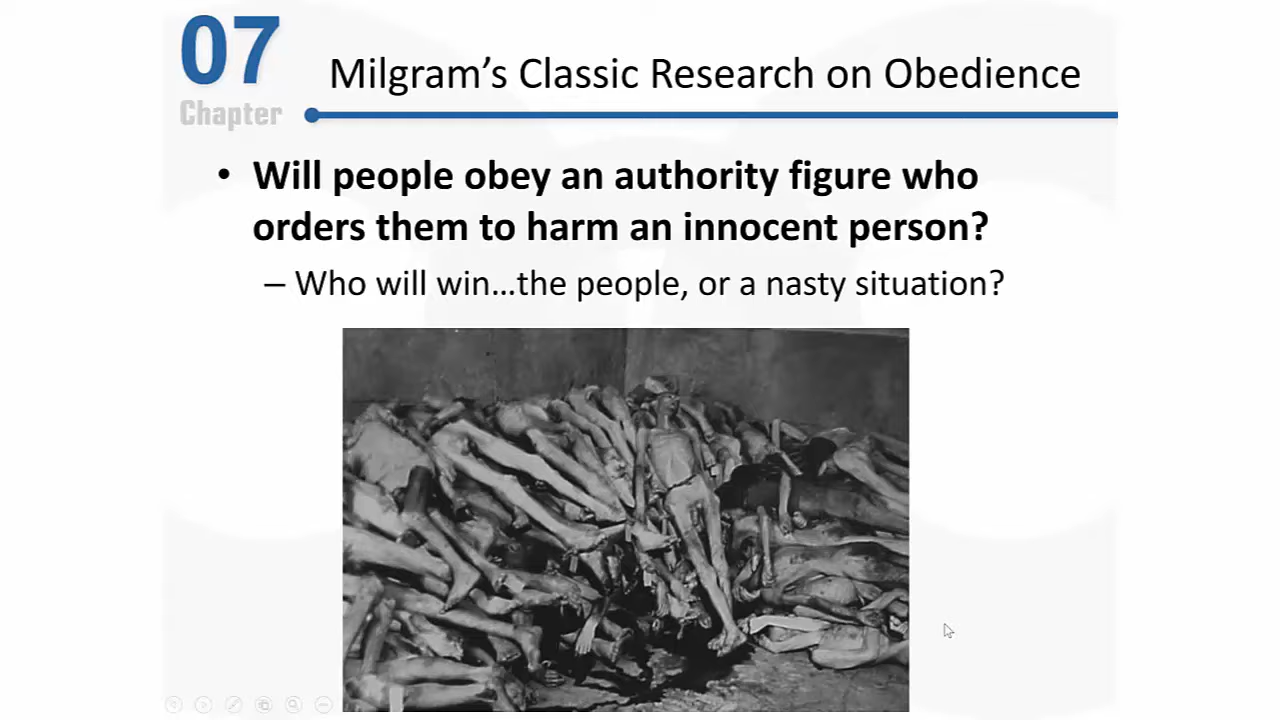 07
Chapter
Milgram's Classic Research on Obedience
• Will people obey an authority figure who
orders them to harm an innocent person?
– Who will win…the people, or a nasty situation?